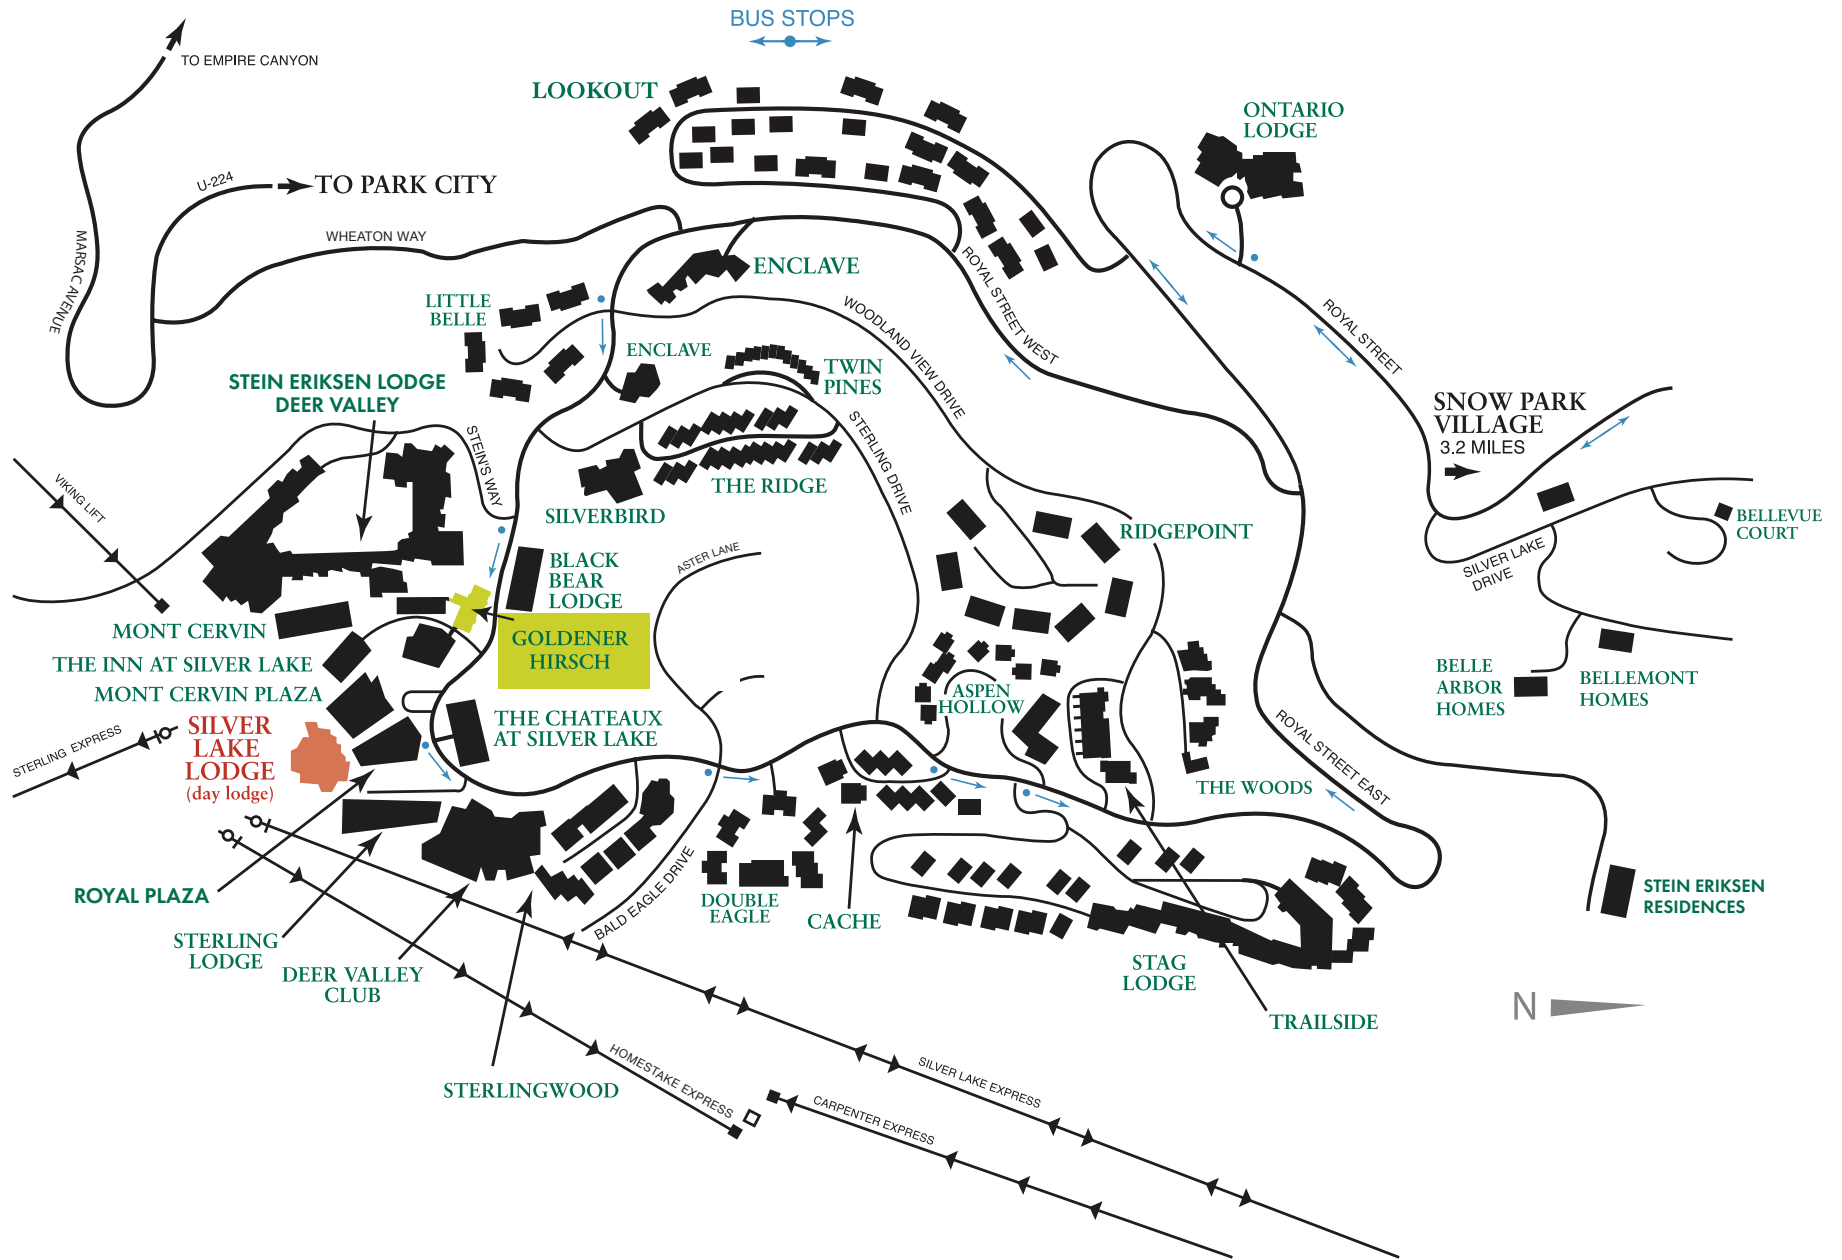 BUS STOPS
TO EMPIRE CANYON
LOOKOUT
ONTARIO
LODGE
U-224
TO PARK CITY
WHEATON WAY
MARSAC AVENUE
ENCLAVE
ROYAL STREET WEST
LITTLE
BELLE
WOODLAND VIEW DRIVE
ROYAL STREET
ENCLAVE
TWIN
PINES
STEIN ERIKSEN LODGE
DEER VALLEY
SNOW PARK
VILLAGE
3.2 MILES
STEIN'S WAY
STERLING DRIVE
VIKING LIFT
THE RIDGE
SILVERBIRD
RIDGEPOINT
BELLEVUE
COURT
SILVER LAKE
DRIVE
ASTER LANE
BLACK
BEAR
LODGE
MONT CERVIN
GOLDENER
HIRSCH
THE INN AT SILVER LAKE
MONT CERVIN PLAZA
BELLE
ARBOR
HOMES
BELLEMONT
HOMES
ASPEN
HOLLOW
SILVER
LAKE
LODGE
(day lodge)
THE CHATEAUX
AT SILVER LAKE
STERLING EXPRESS
ROYAL STREET EAST
THE WOODS
ROYAL PLAZA
BALD EAGLE DRIVE
DOUBLE
EAGLE
CACHE
STEIN ERIKSEN
RESIDENCES
STERLING
LODGE
DEER VALLEY
CLUB
STAG
LODGE
N
TRAILSIDE
STERLINGWOOD
HOMESTAKE EXPRESS
SILVER LAKE EXPRESS
CARPENTER EXPRESS